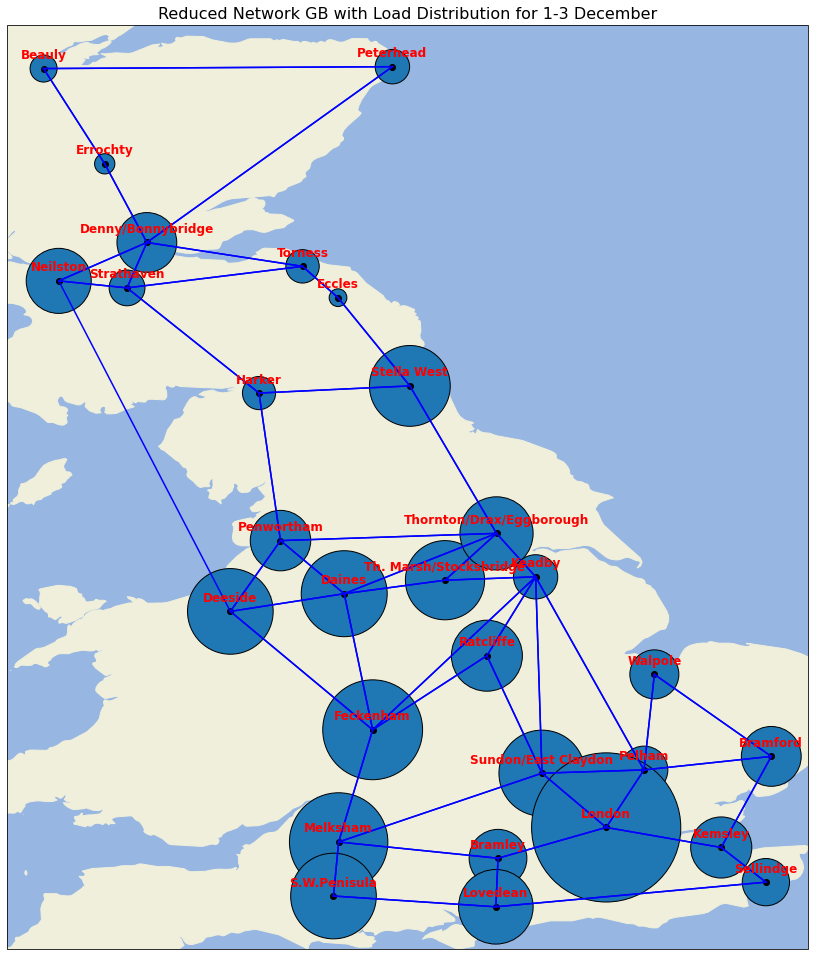 Reduced Network GB with Load Distribution for 1-3 December
Beauly
Peterhead
Errochty
Denny/Bonnybridge
Torness
Neilston
Strathaven
Eccles
Stella West
Harker
Thornton/Drax/Eggborough
Penwortham
Th. Marsh/Stocksbridge
Keadby
Daines
Deeside
Ratcliffe
Walpole
Feckenham
Bramford
Sundon/East Claydon
Pelham
London
Melksham
Kemsley
Bramley
Sellindge
S.W.Penisula
Lovedean